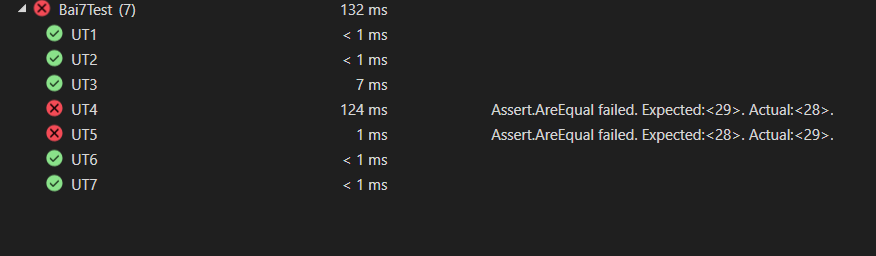 Bai7Test (7) 132 ms
UT1 < 1 ms
UT2 < 1 ms
UT3 7 ms
UT4 124 ms Assert.AreEqual failed. Expected:<29>. Actual:<28>.
UT5 1 ms Assert.AreEqual failed. Expected:<28>. Actual:<29>.
UT6 < 1 ms
UT7 < 1 ms